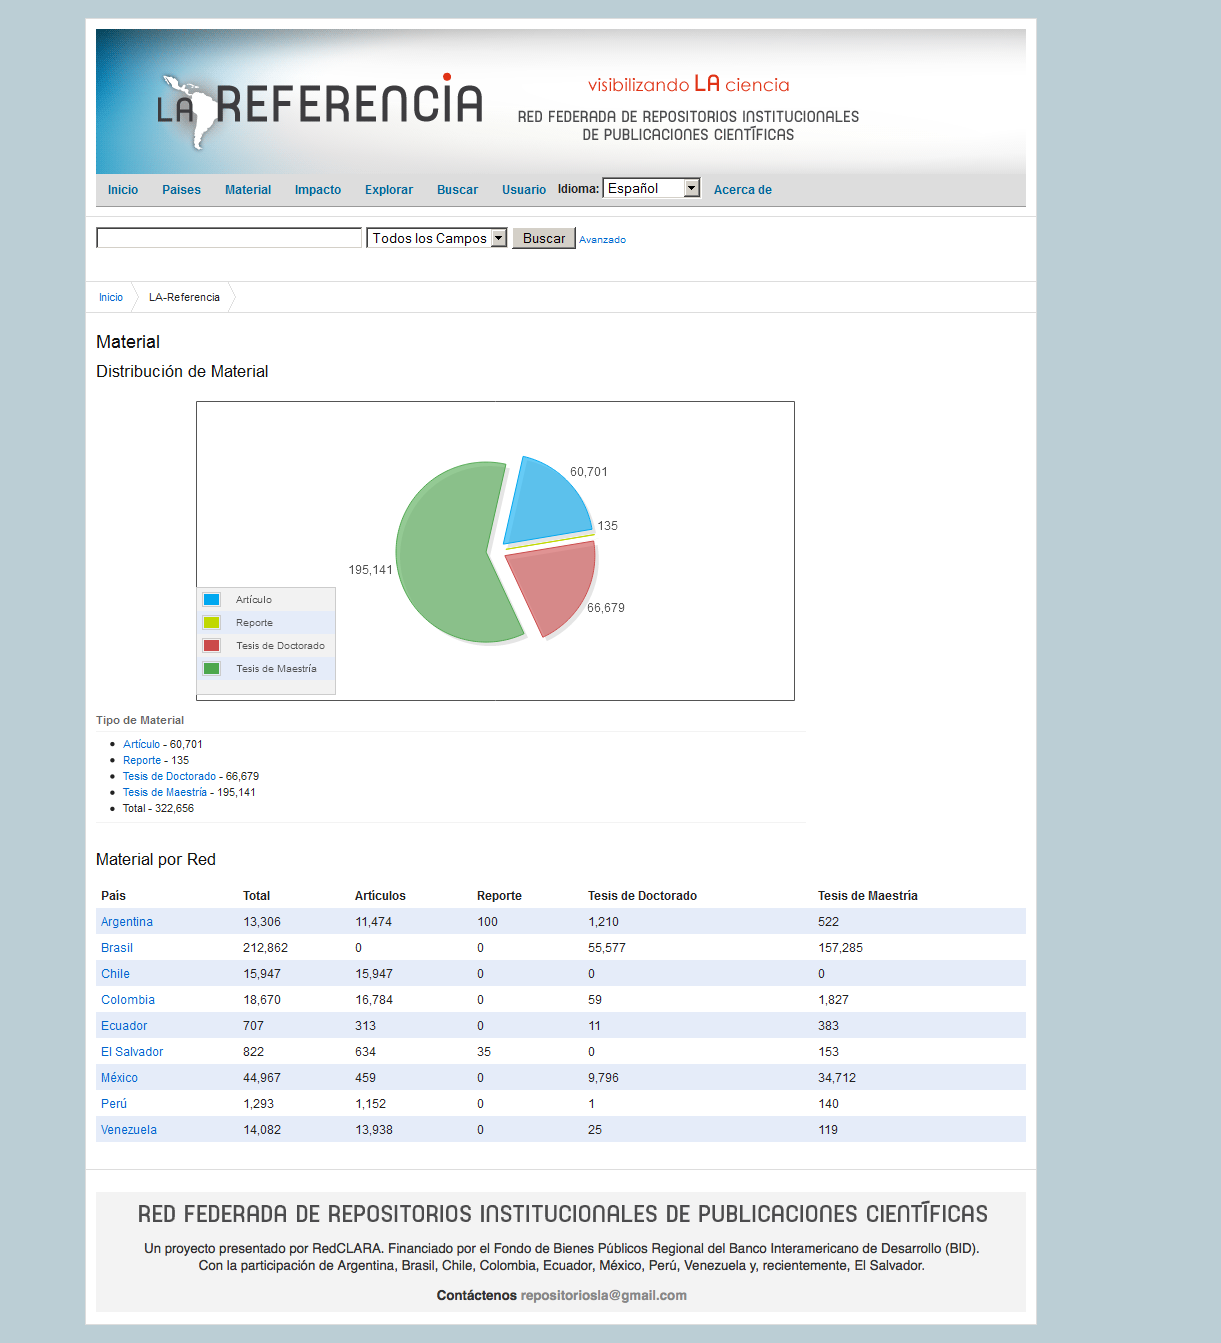 LA REFERENCIA
visibilizando LA ciencia
RED FEDERADA DE REPOSITORIOS INSTITUCIONALES
DE PUBLICACIONES CIENTÍFICAS
Inicio Paises Material Impacto Explorar Buscar Usuario Idioma: Español Acerca de
Todos los Campos Buscar Avanzado
Inicio LA-Referencia
Material
Distribución de Material
60,701
135
195,141
66,679
Artículo
Reporte
Tesis de Doctorado
Tesis de Maestría
Tipo de Material
Artículo - 60,701
Reporte - 135
Tesis de Doctorado - 66,679
Tesis de Maestría - 195,141
Total - 322,656
Material por Red
País Total Artículos Reporte Tesis de Doctorado Tesis de Maestría
Argentina 13,306 11,474 100 1,210 522
Brasil 212,862 0 0 55,577 157,285
Chile 15,947 15,947 0 0 0
Colombia 18,670 16,784 0 59 1,827
Ecuador 707 313 0 11 383
El Salvador 822 634 35 0 153
México 44,967 459 0 9,796 34,712
Perú 1,293 1,152 0 1 140
Venezuela 14,082 13,938 0 25 119
RED FEDERADA DE REPOSITORIOS INSTITUCIONALES DE PUBLICACIONES CIENTÍFICAS
Un proyecto presentado por RedCLARA. Financiado por el Fondo de Bienes Públicos Regional del Banco Interamericano de Desarrollo (BID).
Con la participación de Argentina, Brasil, Chile, Colombia, Ecuador, México, Perú, Venezuela y, recientemente, El Salvador.
Contáctenos repositoriosla@gmail.com